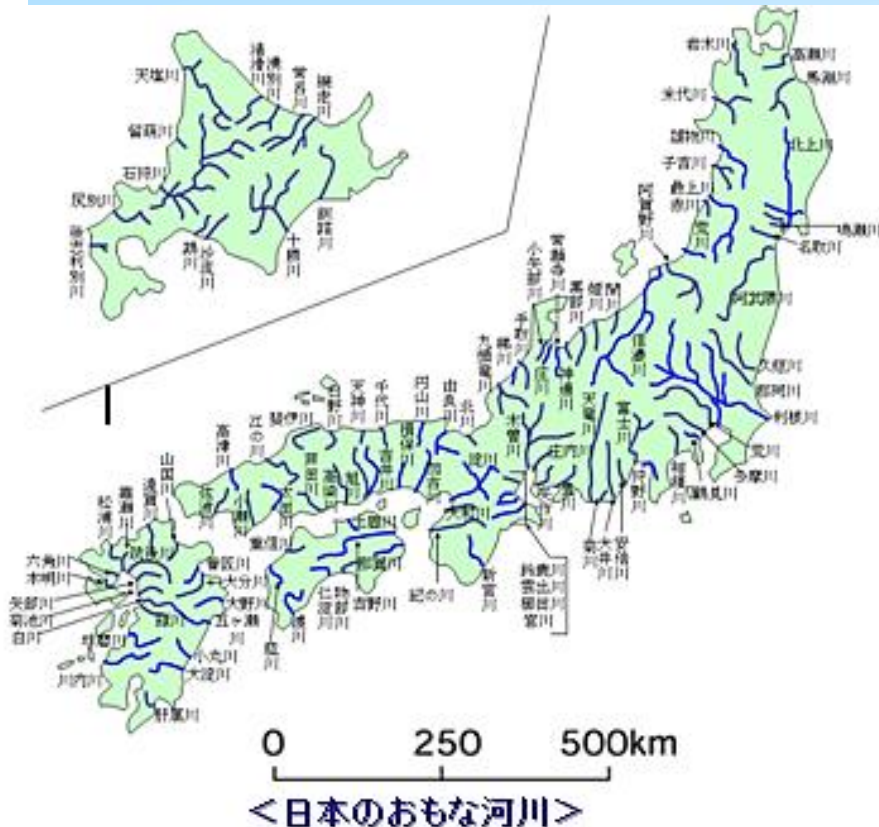 天塩川
渚滑川
湧別川
常呂川
網走川
留萌川
石狩川
尻別川
後志利別川
鵡川
沙流川
十勝川
釧路川
岩木川
高瀬川
馬淵川
米代川
雄物川
北上川
子吉川
最上川
赤川
荒川
鳴瀬川
名取川
阿賀野川
阿武隈川
常願寺川
小矢部川
黒部川
姫川
関川
手取川
梯川
九頭竜川
庄川
神通川
信濃川
久慈川
那珂川
利根川
荒川
多摩川
鶴見川
相模川
富士川
狩野川
天竜川
木曽川
庄内川
矢作川
豊川
菊川
大井川
安倍川
北川
由良川
円山川
千代川
天神川
日野川
斐伊川
江の川
高津川
佐波川
太田川
芦田川
高梁川
旭川
吉井川
揖保川
加古川
淀川
大和川
紀の川
新宮川
鈴鹿川
雲出川
櫛田川
宮川
土器川
重信川
那賀川
吉野川
物部川
仁淀川
渡川
肱川
山国川
遠賀川
嘉瀬川
松浦川
六角川
本明川
矢部川
菊池川
白川
筑後川
番匠川
大分川
大野川
五ヶ瀬川
緑川
球磨川
小丸川
大淀川
川内川
肝属川
0 250 500km
＜日本のおもな河川＞